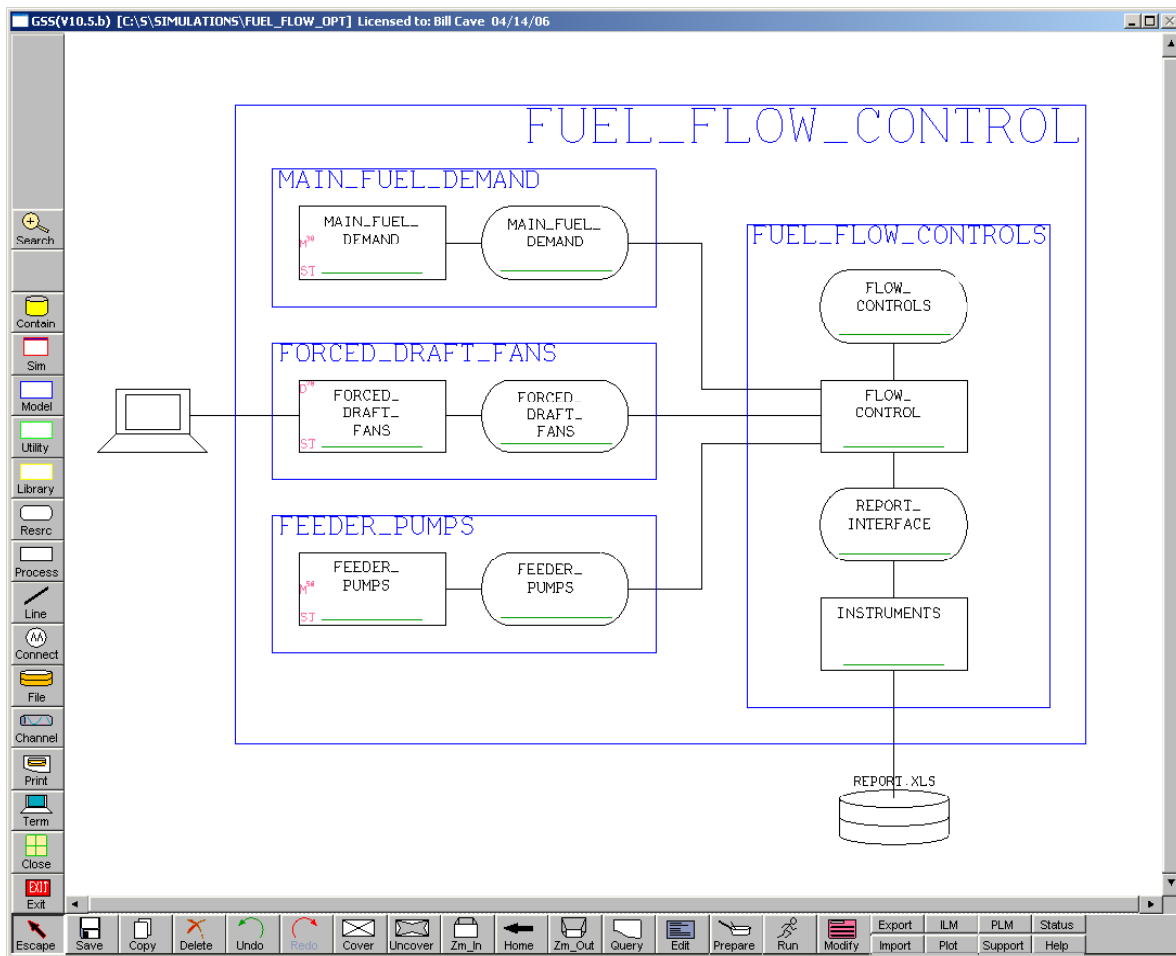 GSS(V10.5.b) [C:\S\SIMULATIONS\FUEL_FLOW_OPT] Licensed to: Bill Cave 04/14/06
FUEL_FLOW_CONTROL
MAIN_FUEL_DEMAND
MAIN_FUEL_
DEMAND
ST
MAIN_FUEL_
DEMAND
FUEL_FLOW_CONTROLS
FLOW_
CONTROLS
FORCED_DRAFT_FANS
FORCED_
DRAFT_
FANS
ST
FORCED_
DRAFT_
FANS
FLOW_
CONTROL
FEEDER_PUMPS
FEEDER_
PUMPS
ST
FEEDER_
PUMPS
REPORT_
INTERFACE
INSTRUMENTS
REPORT.XLS
Search
Contain
Sim
Model
Utility
Library
Resrc
Process
Line
AA
Connect
File
Channel
Print
Term
Close
EXIT
Exit
Escape
Save
Copy
Delete
Undo
Redo
Cover
Uncover
Zm_In
Home
Zm_Out
Query
Edit
Prepare
Run
Modify
Export
ILM
PLM
Status
Import
Plot
Support
Help